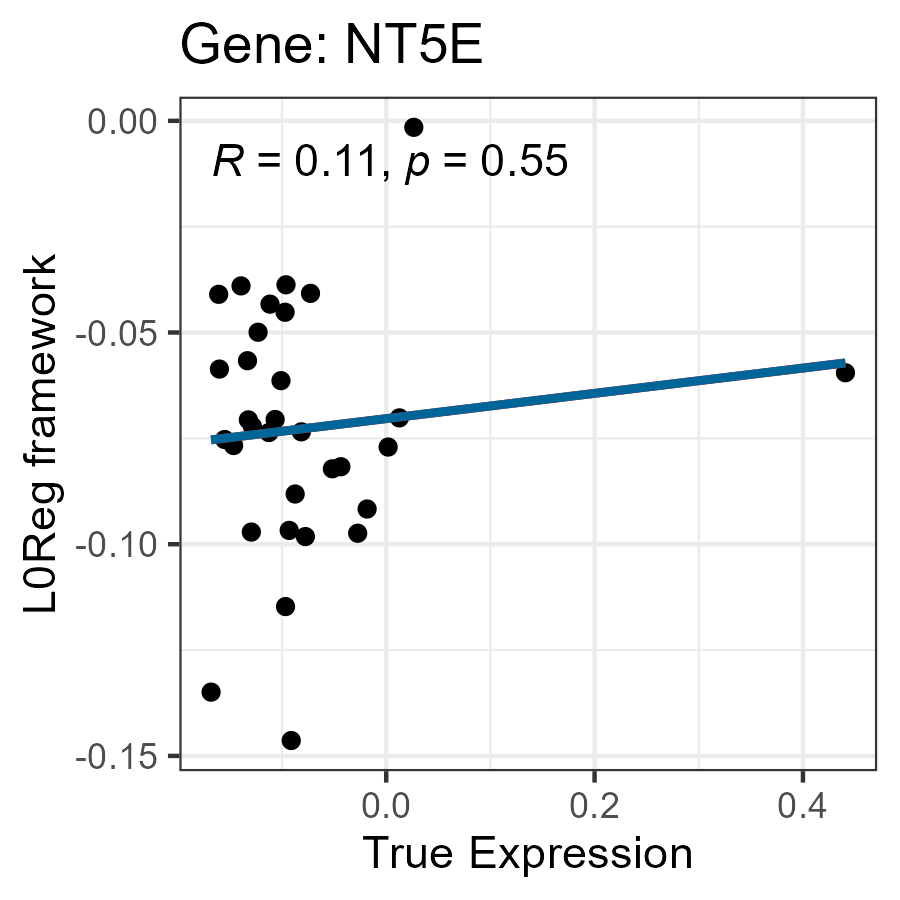 Gene: NT5E
R = 0.11, p = 0.55
0.00
-0.05
-0.10
-0.15
L0Reg framework
0.0 0.2 0.4
True Expression